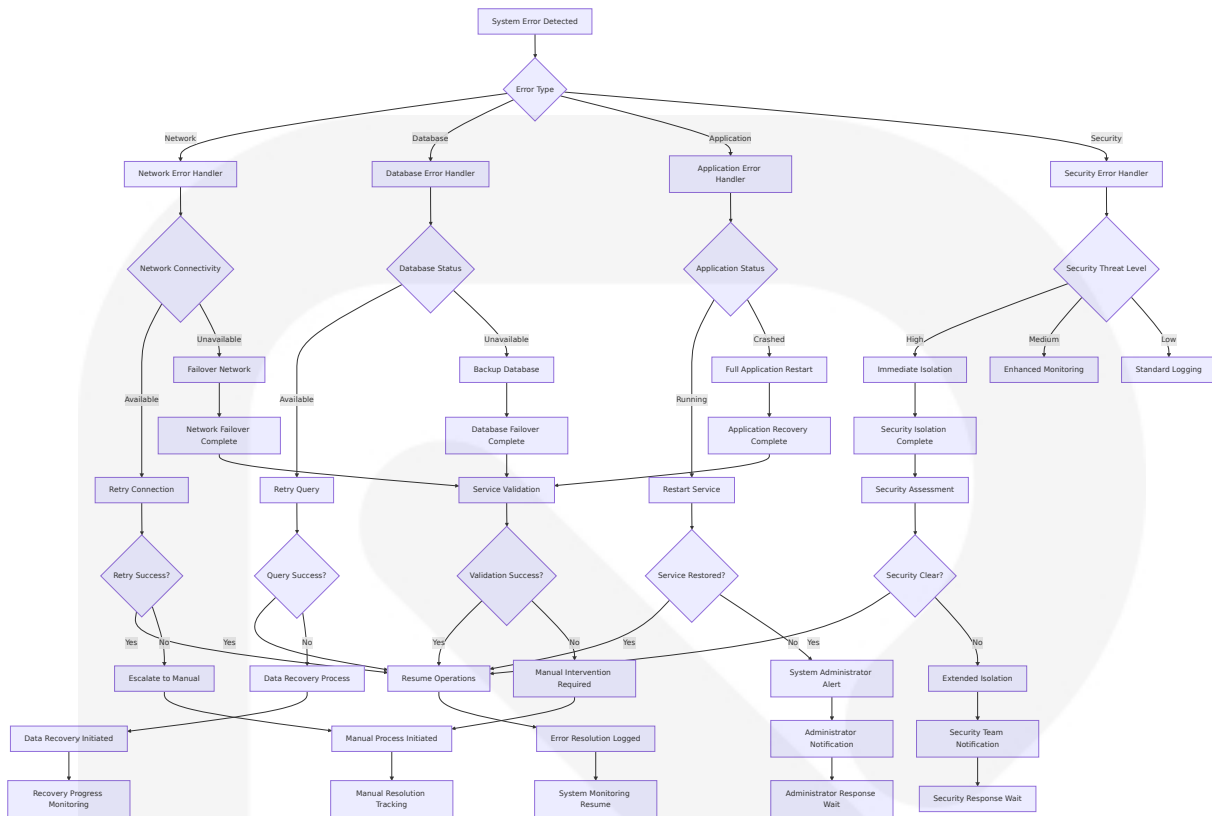 System Error Detected
Error Type
Network
Database
Application
Security
Network Error Handler
Database Error Handler
Application Error
Handler
Security Error Handler
Network Connectivity
Database Status
Application Status
Security Threat Level
Unavailable
Unavailable
Crashed
High
Medium
Low
Failover Network
Backup Database
Full Application Restart
Immediate Isolation
Enhanced Monitoring
Standard Logging
Available
Available
Running
Network Failover
Complete
Database Failover
Complete
Application Recovery
Complete
Security Isolation
Complete
Retry Connection
Retry Query
Service Validation
Restart Service
Security Assessment
Retry Success?
Query Success?
Validation Success?
Service Restored?
Security Clear?
Yes
No
Yes
No
Yes
No
Yes
No
Yes
No
Escalate to Manual
Data Recovery Process
Resume Operations
Manual Intervention
Required
System Administrator
Alert
Extended Isolation
Data Recovery Initiated
Manual Process Initiated
Error Resolution Logged
Administrator
Notification
Security Team
Notification
Recovery Progress
Monitoring
Manual Resolution
Tracking
System Monitoring
Resume
Administrator Response
Wait
Security Response Wait